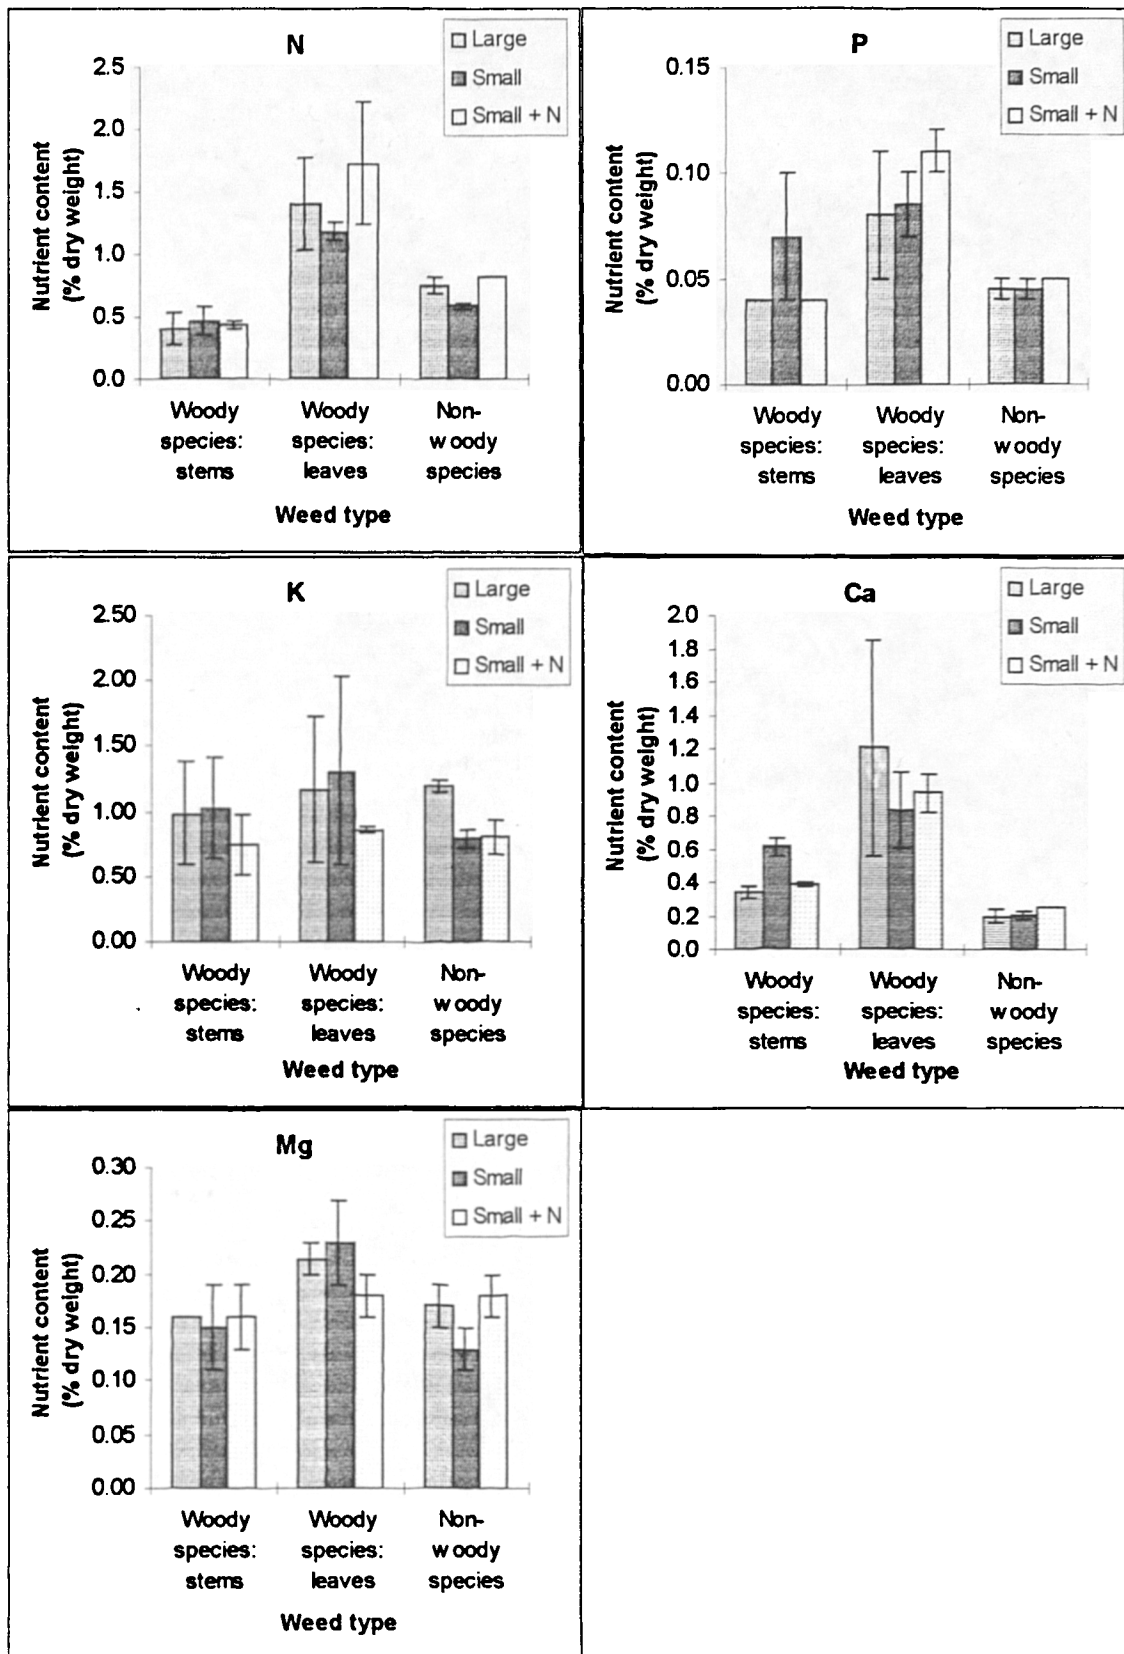 N
Large
Small
Small + N
Nutrient content
(% dry weight)
2.5
2.0
1.5
1.0
0.5
0.0
Woody species: stems
Woody species: leaves
Non-woody species
Weed type
P
Large
Small
Small + N
Nutrient content
(% dry weight)
0.15
0.10
0.05
0.00
Woody species: stems
Woody species: leaves
Non-woody species
Weed type
K
Large
Small
Small + N
Nutrient content
(% dry weight)
2.50
2.00
1.50
1.00
0.50
0.00
Woody species: stems
Woody species: leaves
Non-woody species
Weed type
Ca
Large
Small
Small + N
Nutrient content
(% dry weight)
2.0
1.8
1.6
1.4
1.2
1.0
0.8
0.6
0.4
0.2
0.0
Woody species: stems
Woody species: leaves
Non-woody species
Weed type
Mg
Large
Small
Small + N
Nutrient content
(% dry weight)
0.30
0.25
0.20
0.15
0.10
0.05
0.00
Woody species: stems
Woody species: leaves
Non-woody species
Weed type